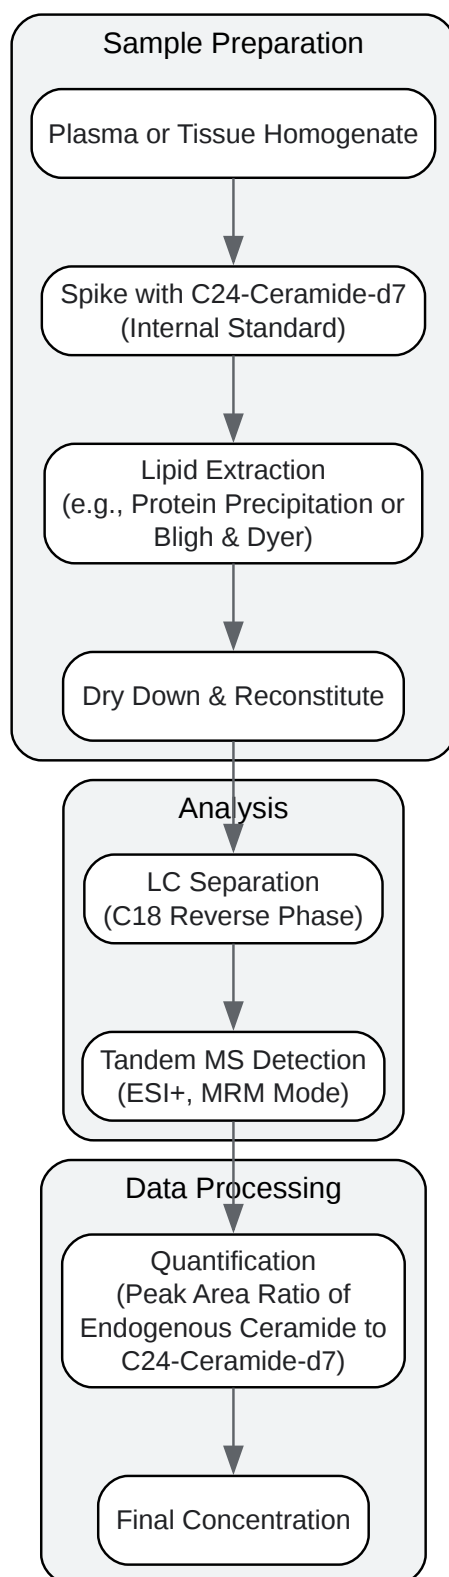 Sample Preparation
Plasma or Tissue Homogenate
Spike with C24-Ceramide-d7
(Internal Standard)
Lipid Extraction
(e.g., Protein Precipitation or
Bligh & Dyer)
Dry Down & Reconstitute
Analysis
LC Separation
(C18 Reverse Phase)
Tandem MS Detection
(ESI+, MRM Mode)
Data Processing
Quantification
(Peak Area Ratio of
Endogenous Ceramide to
C24-Ceramide-d7)
Final Concentration